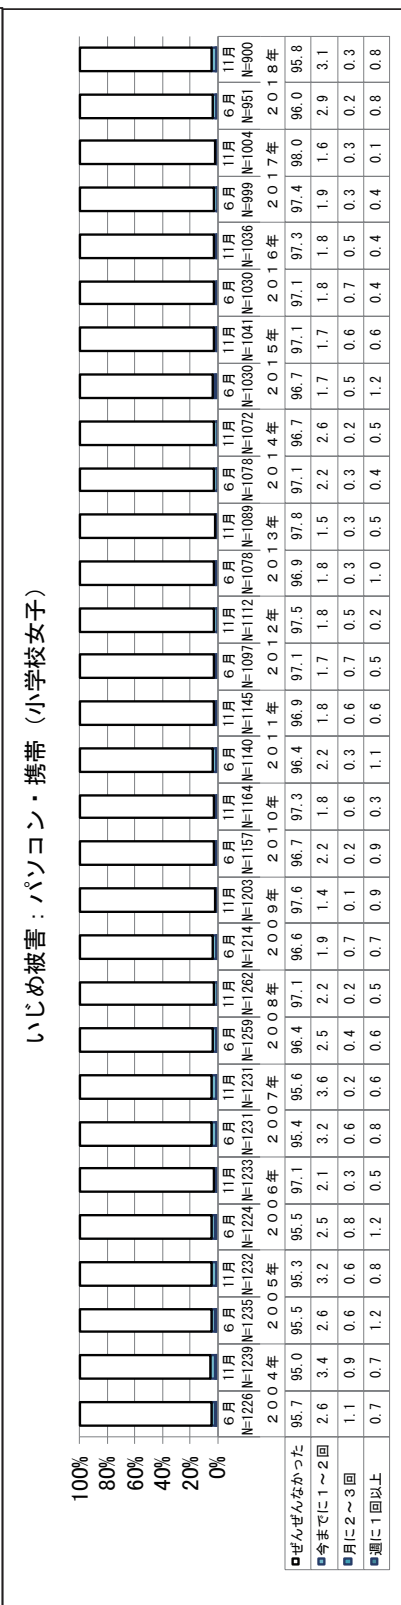 いじめ被害：パソコン・携帯（小学校女子）
100%
80%
60%
40%
20%
0%
6月 11月 6月 11月 6月 11月 6月 11月 6月 11月 6月 11月 6月 11月 6月 11月 6月 11月 6月 11月 6月 11月 6月 11月 6月 11月 6月 11月 6月 11月
N=1226 N=1239 N=1235 N=1232 N=1224 N=1233 N=1231 N=1231 N=1259 N=1262 N=1214 N=1203 N=1157 N=1164 N=1140 N=1145 N=1097 N=1112 N=1078 N=1089 N=1078 N=1072 N=1030 N=1041 N=1030 N=1036 N=999 N=1004 N=951 N=900
２００４年 ２００５年 ２００６年 ２００７年 ２００８年 ２００９年 ２０１０年 ２０１１年 ２０１２年 ２０１３年 ２０１４年 ２０１５年 ２０１６年 ２０１７年 ２０１８年
ぜんぜんなかった 95.7 95.0 95.5 95.3 95.5 97.1 95.4 95.6 96.4 97.1 96.6 97.6 96.7 97.3 96.4 96.9 97.1 97.5 96.9 97.8 97.1 96.7 96.7 97.1 97.1 97.3 97.4 98.0 96.0 95.8
今までに１～２回 2.6 3.4 2.6 3.2 2.5 2.1 3.2 3.6 2.5 2.2 1.9 1.4 2.2 1.8 2.2 1.8 1.7 1.8 1.8 1.5 2.2 2.6 1.7 1.7 1.8 1.8 1.9 1.6 2.9 3.1
月に２～３回 1.1 0.9 0.6 0.6 0.8 0.3 0.6 0.2 0.4 0.2 0.7 0.1 0.2 0.6 0.3 0.6 0.7 0.5 0.3 0.3 0.3 0.2 0.5 0.6 0.7 0.5 0.3 0.3 0.2 0.3
週に１回以上 0.7 0.7 1.2 0.8 1.2 0.5 0.8 0.6 0.6 0.5 0.7 0.9 0.9 0.3 1.1 0.6 0.5 0.2 1.0 0.5 0.4 0.5 1.2 0.6 0.4 0.4 0.4 0.1 0.8 0.8